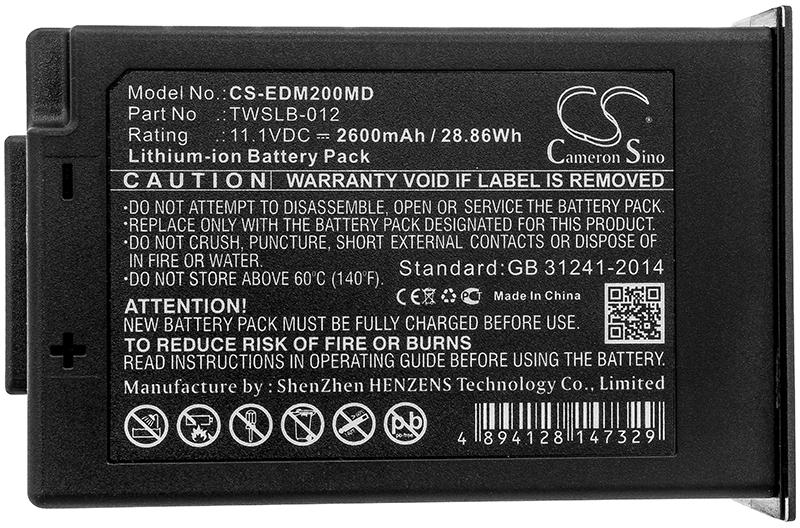 Model No.:CS-EDM200MD
Part No .:TWSLB-012
Rating .:11.1VDC ⎓ 2600mAh / 28.86Wh
Lithium-ion Battery Pack
CS
Cameron Sino
CAUTION WARRANTY VOID IF LABEL IS REMOVED
•DO NOT ATTEMPT TO DISASSEMBLE, OPEN OR SERVICE THE BATTERY PACK.
•REPLACE ONLY WITH THE BATTERY PACK DESIGNATED FOR THIS PRODUCT.
•DO NOT CRUSH, PUNCTURE, SHORT EXTERNAL CONTACTS OR DISPOSE OF
IN FIRE OR WATER.
•DO NOT STORE ABOVE 60°C (140°F).
Standard:GB 31241-2014
CE Made In China
ATTENTION!
NEW BATTERY PACK MUST BE FULLY CHARGED BEFORE USE.
TO REDUCE RISK OF FIRE OR BURNS
READ INSTRUCTIONS IN OPERATING GUIDE BEFORE USING THE BATTERY.
Manufacture by : ShenZhen HENZENS Technology Co., Limited
pb
pb-free
4 894128 147329
− 
+